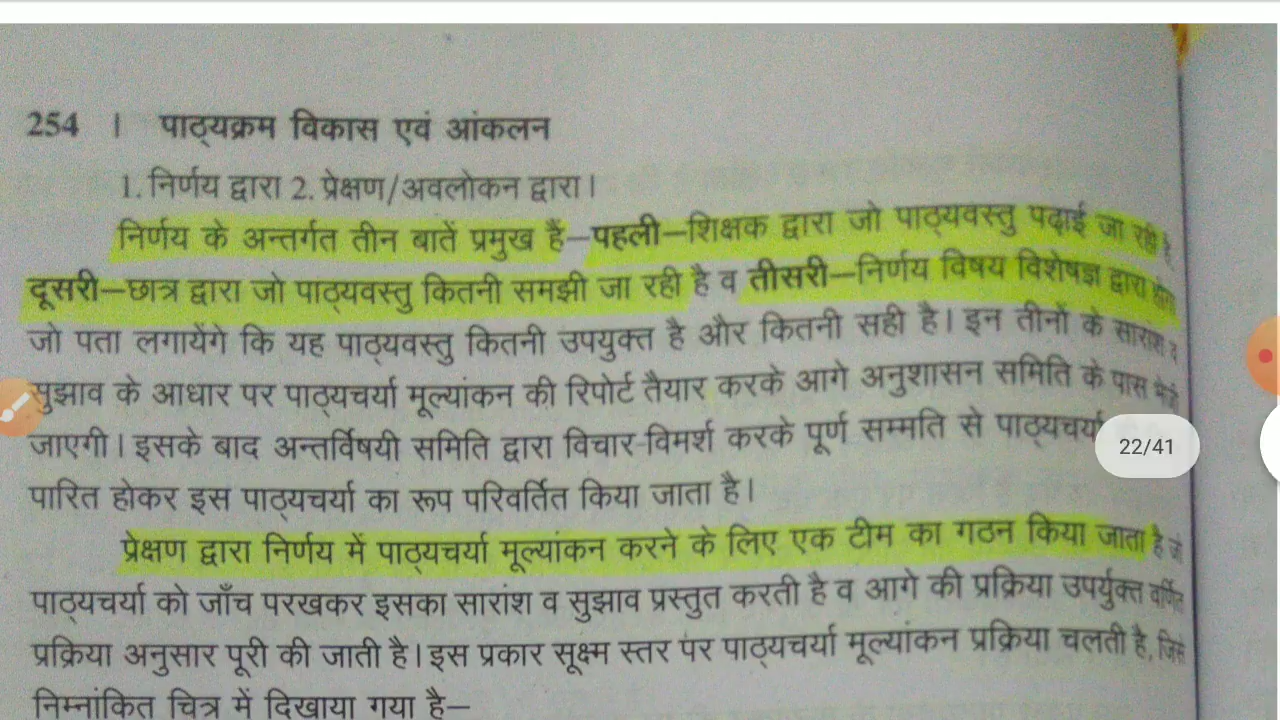 254 | पाठ्यक्रम विकास एवं आंकलन
1. निर्णय द्वारा 2. प्रेक्षण/अवलोकन द्वारा।
निर्णय के अन्तर्गत तीन बातें प्रमुख हैं—पहली—शिक्षक द्वारा जो पाठ्यवस्तु पढ़ाई जा रही है
दूसरी—छात्र द्वारा जो पाठ्यवस्तु कितनी समझी जा रही है व तीसरी—निर्णय विषय विशेषज्ञ द्वारा होगा
जो पता लगायेंगे कि यह पाठ्यवस्तु कितनी उपयुक्त है और कितनी सही है। इन तीनों के सारांश व
सुझाव के आधार पर पाठ्यचर्या मूल्यांकन की रिपोर्ट तैयार करके आगे अनुशासन समिति के पास भेजी
जाएगी। इसके बाद अन्तर्विषयी समिति द्वारा विचार-विमर्श करके पूर्ण सम्मति से पाठ्यचर्या
22/41
पारित होकर इस पाठ्यचर्या का रूप परिवर्तित किया जाता है।
प्रेक्षण द्वारा निर्णय में पाठ्यचर्या मूल्यांकन करने के लिए एक टीम का गठन किया जाता है जो
पाठ्यचर्या को जाँच परखकर इसका सारांश व सुझाव प्रस्तुत करती है व आगे की प्रक्रिया उपर्युक्त वर्णित
प्रक्रिया अनुसार पूरी की जाती है। इस प्रकार सूक्ष्म स्तर पर पाठ्यचर्या मूल्यांकन प्रक्रिया चलती है, जिसे
निम्नांकित चित्र में दिखाया गया है—